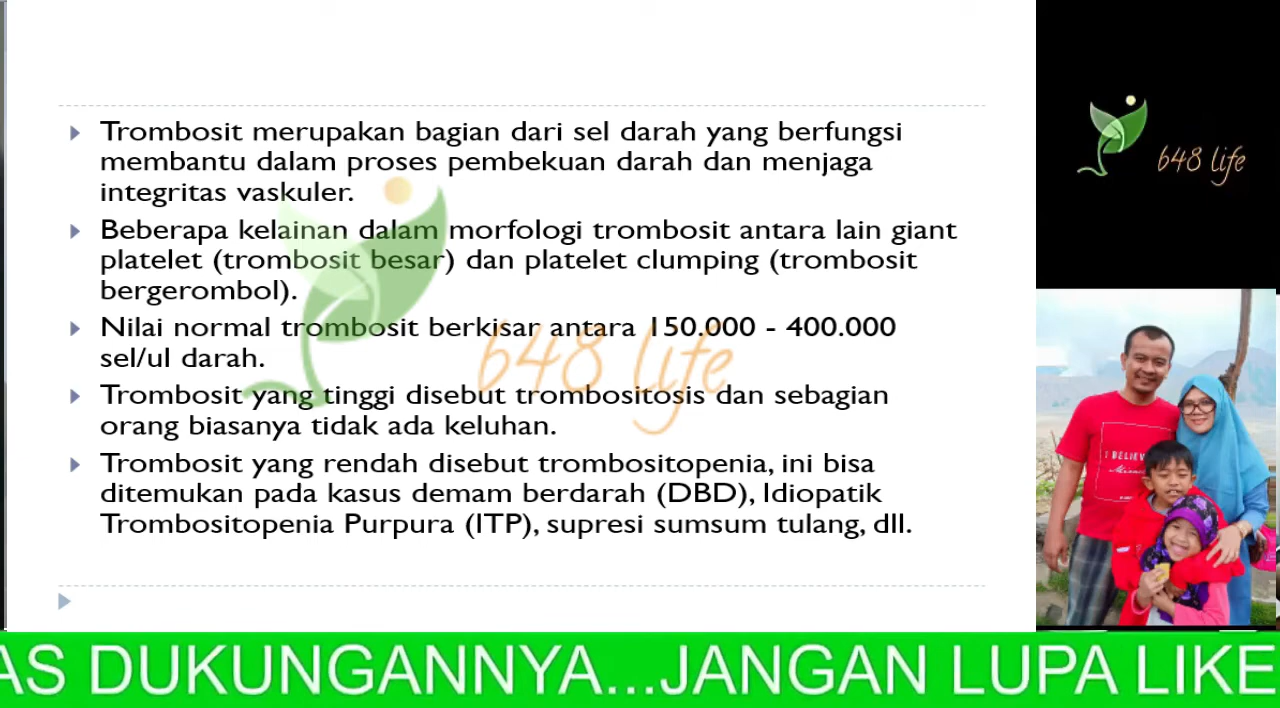 Trombosit merupakan bagian dari sel darah yang berfungsi
membantu dalam proses pembekuan darah dan menjaga
integritas vaskuler.
Beberapa kelainan dalam morfologi trombosit antara lain giant
platelet (trombosit besar) dan platelet clumping (trombosit
bergerombol).
Nilai normal trombosit berkisar antara 150.000 - 400.000
sel/ul darah.
Trombosit yang tinggi disebut trombositosis dan sebagian
orang biasanya tidak ada keluhan.
Trombosit yang rendah disebut trombositopenia, ini bisa
ditemukan pada kasus demam berdarah (DBD), Idiopatik
Trombositopenia Purpura (ITP), supresi sumsum tulang, dll.
648 life
648 life
I BELIEVE
AS DUKUNGANNYA...JANGAN LUPA LIKE